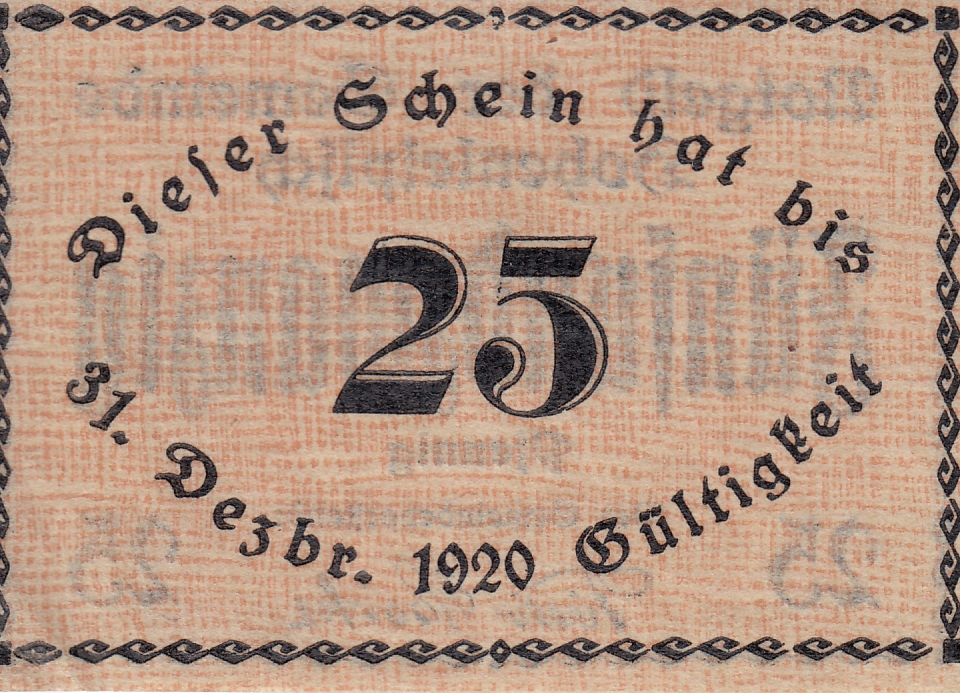 Dieser Schein hat bis
25
31. Dezbr. 1920 Gültigkeit